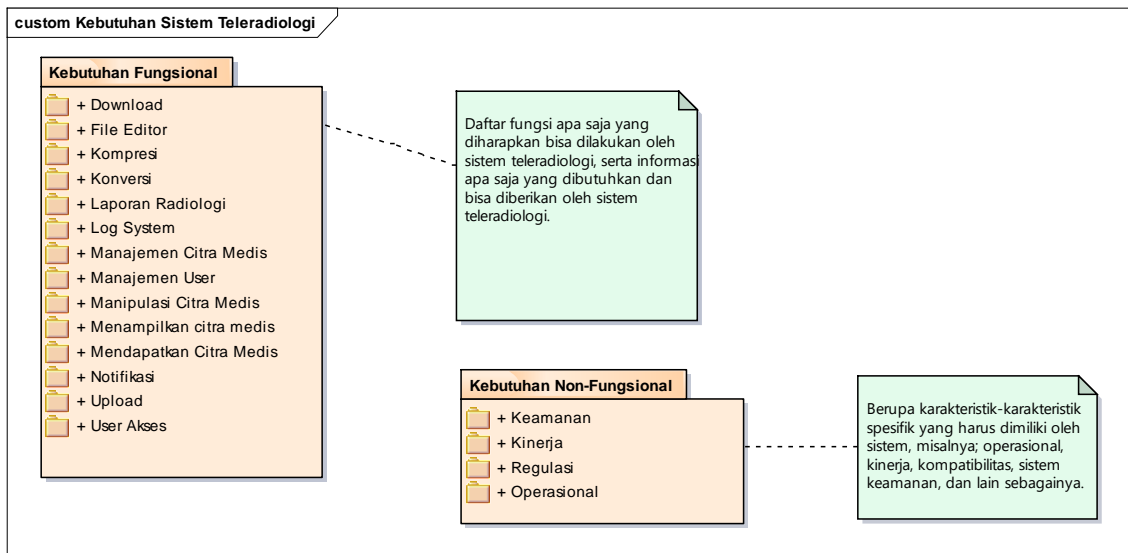 custom Kebutuhan Sistem Teleradiologi
Kebutuhan Fungsional
+ Download
+ File Editor
+ Kompresi
+ Konversi
+ Laporan Radiologi
+ Log System
+ Manajemen Citra Medis
+ Manajemen User
+ Manipulasi Citra Medis
+ Menampilkan citra medis
+ Mendapatkan Citra Medis
+ Notifikasi
+ Upload
+ User Akses
Daftar fungsi apa saja yang
diharapkan bisa dilakukan oleh
sistem teleradiologi, serta informasi
apa saja yang dibutuhkan dan
bisa diberikan oleh sistem
teleradiologi.
Kebutuhan Non-Fungsional
+ Keamanan
+ Kinerja
+ Regulasi
+ Operasional
Berupa karakteristik-karakteristik
spesifik yang harus dimiliki oleh
sistem, misalnya; operasional,
kinerja, kompatibilitas, sistem
keamanan, dan lain sebagainya.